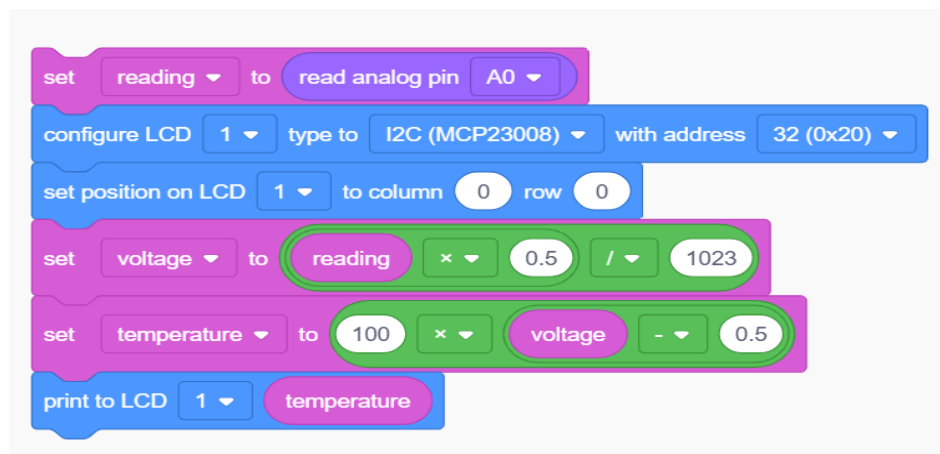 set reading to read analog pin A0
configure LCD 1 type to I2C (MCP23008) with address 32 (0x20)
set position on LCD 1 to column 0 row 0
set voltage to reading × 0.5 / 1023
set temperature to 100 × voltage - 0.5
print to LCD 1 temperature